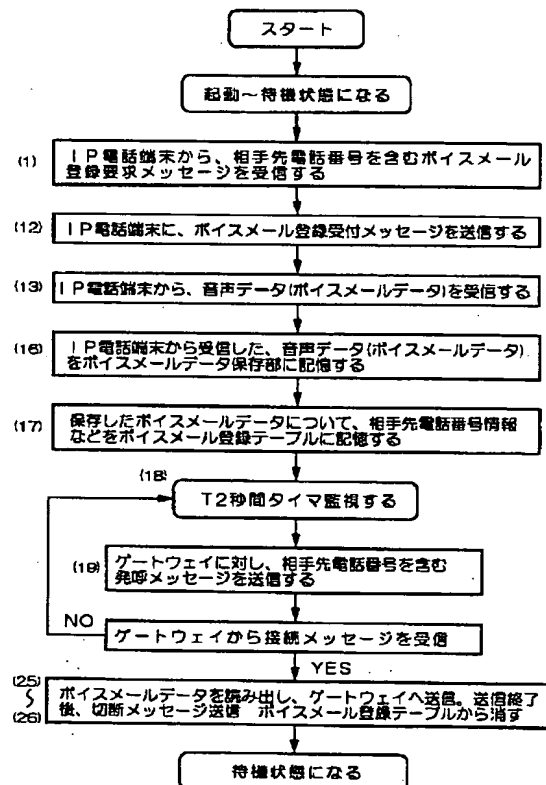 スタート
起動〜待機状態になる
(1) ＩＰ電話端末から、相手先電話番号を含むボイスメール
登録要求メッセージを受信する
(12) ＩＰ電話端末に、ボイスメール登録受付メッセージを送信する
(13) ＩＰ電話端末から、音声データ(ボイスメールデータ)を受信する
(16) ＩＰ電話端末から受信した、音声データ(ボイスメールデータ)
をボイスメールデータ保存部に記憶する
(17) 保存したボイスメールデータについて、相手先電話番号情報
などをボイスメール登録テーブルに記憶する
(18)
T2秒間タイマ監視する
(19) ゲートウェイに対し、相手先電話番号を含む
発呼メッセージを送信する
NO
ゲートウェイから接続メッセージを受信
YES
(25)
〜
(26)
ボイスメールデータを読み出し、ゲートウェイへ送信。送信終了
後、切断メッセージ送信 ボイスメール登録テーブルから消す
待機状態になる